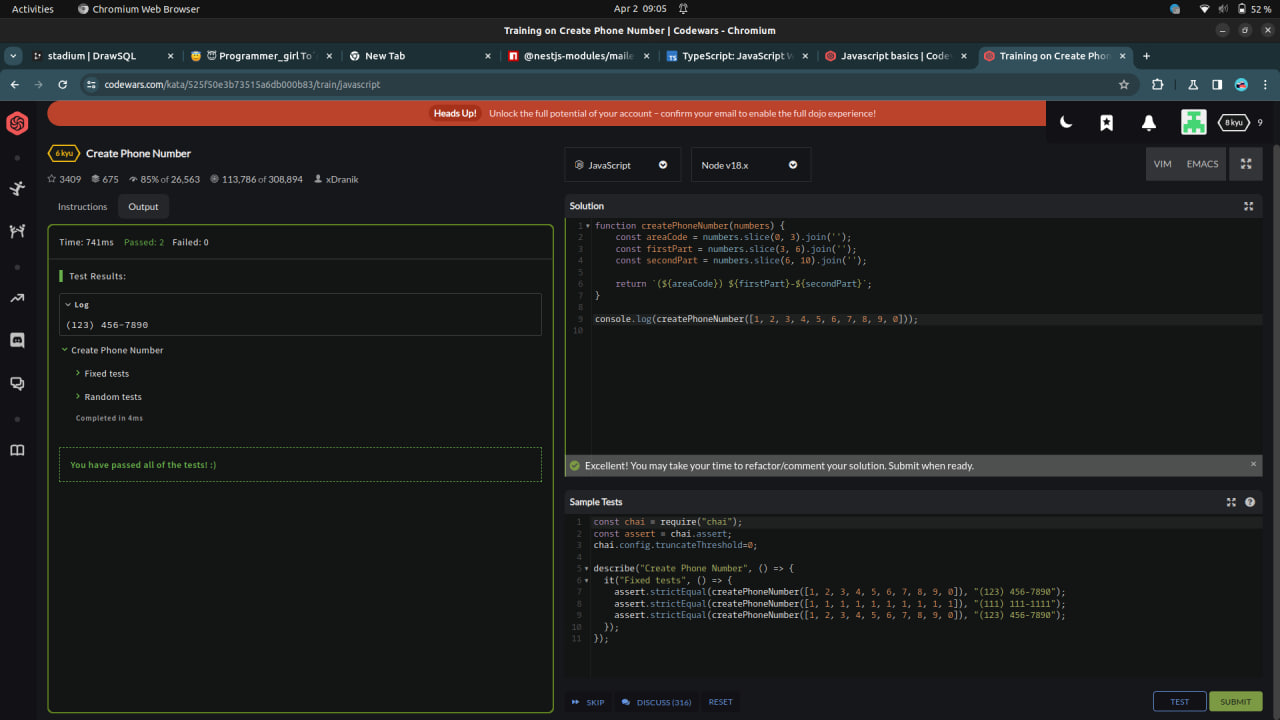 Activities
Chromium Web Browser
Apr 2 09:05
52 %
Training on Create Phone Number | Codewars - Chromium
stadium | DrawSQL
Programmer_girl To
New Tab
@nestjs-modules/maile
TypeScript: JavaScript W
Javascript basics | Code
Training on Create Phon
codewars.com/kata/525f50e3b73515a6db000b83/train/javascript
Heads Up! Unlock the full potential of your account – confirm your email to enable the full dojo experience!
8 kyu 9
6 kyu Create Phone Number
3409 675 85% of 26,563 113,786 of 308,894 xDranik
JavaScript
Node v18.x
VIM EMACS
Instructions Output
Time: 741ms Passed: 2 Failed: 0
Test Results:
Log
(123) 456-7890
Create Phone Number
Fixed tests
Random tests
Completed in 4ms
You have passed all of the tests! :)
Solution
1 function createPhoneNumber(numbers) {
2 const areaCode = numbers.slice(0, 3).join('');
3 const firstPart = numbers.slice(3, 6).join('');
4 const secondPart = numbers.slice(6, 10).join('');
5
6 return `(${areaCode}) ${firstPart}-${secondPart}`;
7 }
8
9 console.log(createPhoneNumber([1, 2, 3, 4, 5, 6, 7, 8, 9, 0]));
10
Excellent! You may take your time to refactor/comment your solution. Submit when ready.
Sample Tests
1 const chai = require("chai");
2 const assert = chai.assert;
3 chai.config.truncateThreshold=0;
4
5 describe("Create Phone Number", () => {
6 it("Fixed tests", () => {
7 assert.strictEqual(createPhoneNumber([1, 2, 3, 4, 5, 6, 7, 8, 9, 0]), "(123) 456-7890");
8 assert.strictEqual(createPhoneNumber([1, 1, 1, 1, 1, 1, 1, 1, 1, 1]), "(111) 111-1111");
9 assert.strictEqual(createPhoneNumber([1, 2, 3, 4, 5, 6, 7, 8, 9, 0]), "(123) 456-7890");
10 });
11 });
SKIP DISCUSS (316) RESET
TEST SUBMIT